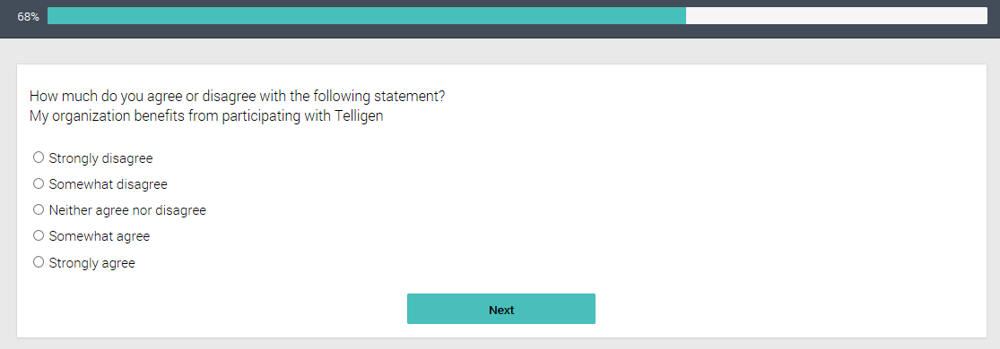 68%
How much do you agree or disagree with the following statement?
My organization benefits from participating with Telligen
Strongly disagree
Somewhat disagree
Neither agree nor disagree
Somewhat agree
Strongly agree
Next